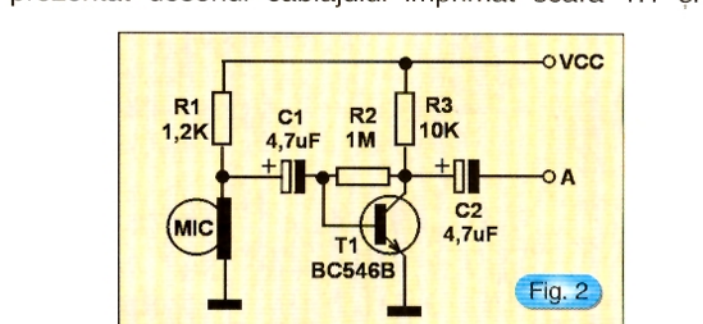 VCC
R1
1,2K
C1
4,7uF
R2
1M
R3
10K
+
+
A
MIC
T1
BC546B
C2
4,7uF
Fig. 2